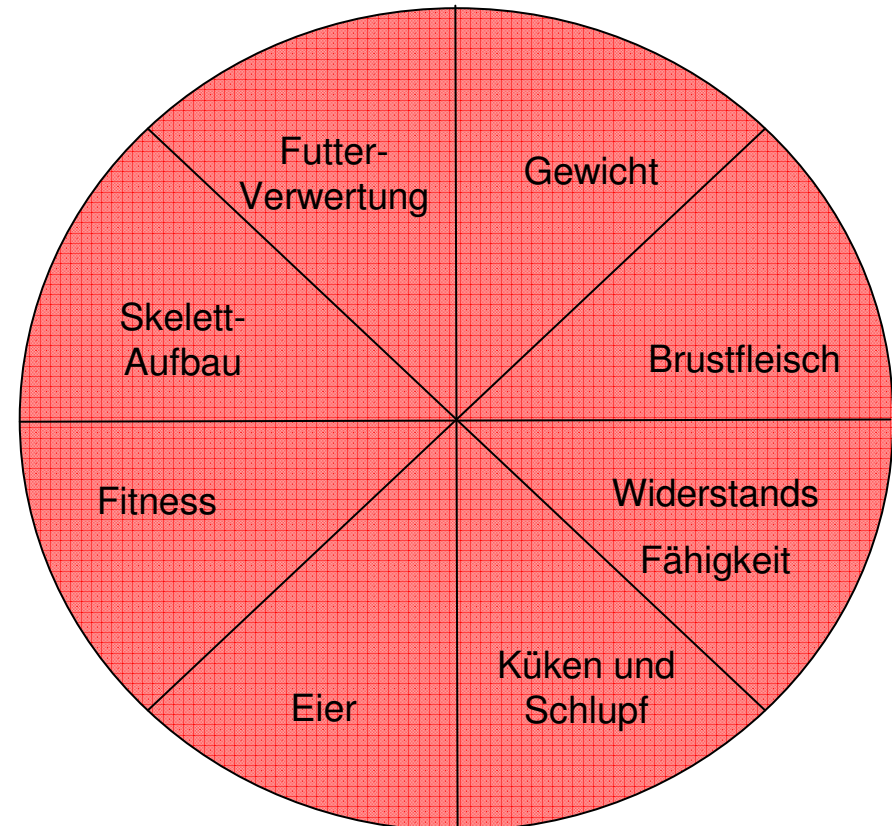 Futter-
Verwertung
Gewicht
Skelett-
Aufbau
Brustfleisch
Fitness
Widerstands
Fähigkeit
Eier
Küken und
Schlupf